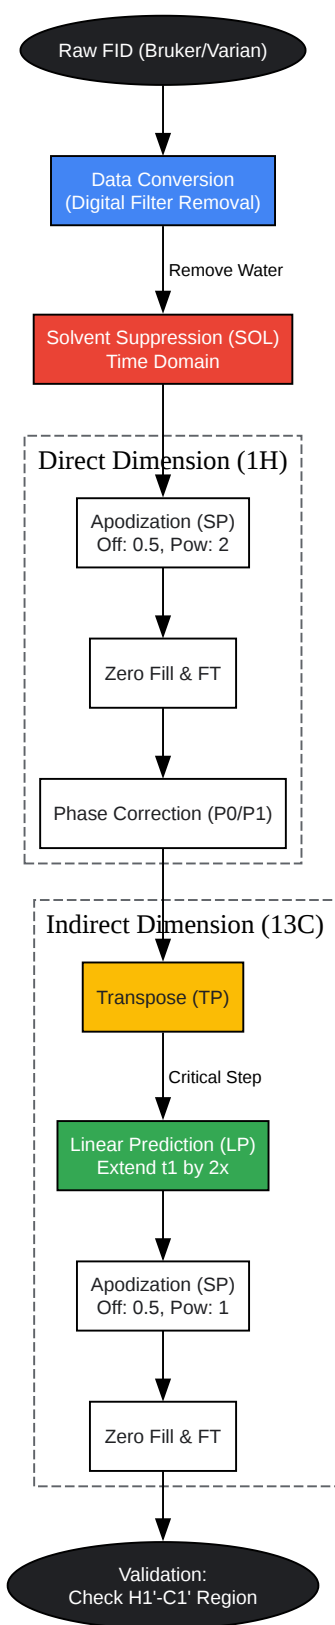 Raw FID (Bruker/Varian)
Data Conversion
(Digital Filter Removal)
Remove Water
Solvent Suppression (SOL)
Time Domain
Direct Dimension (1H)
Apodization (SP)
Off: 0.5, Pow: 2
Zero Fill & FT
Phase Correction (P0/P1)
Indirect Dimension (13C)
Transpose (TP)
Critical Step
Linear Prediction (LP)
Extend t1 by 2x
Apodization (SP)
Off: 0.5, Pow: 1
Zero Fill & FT
Validation:
Check H1'-C1' Region